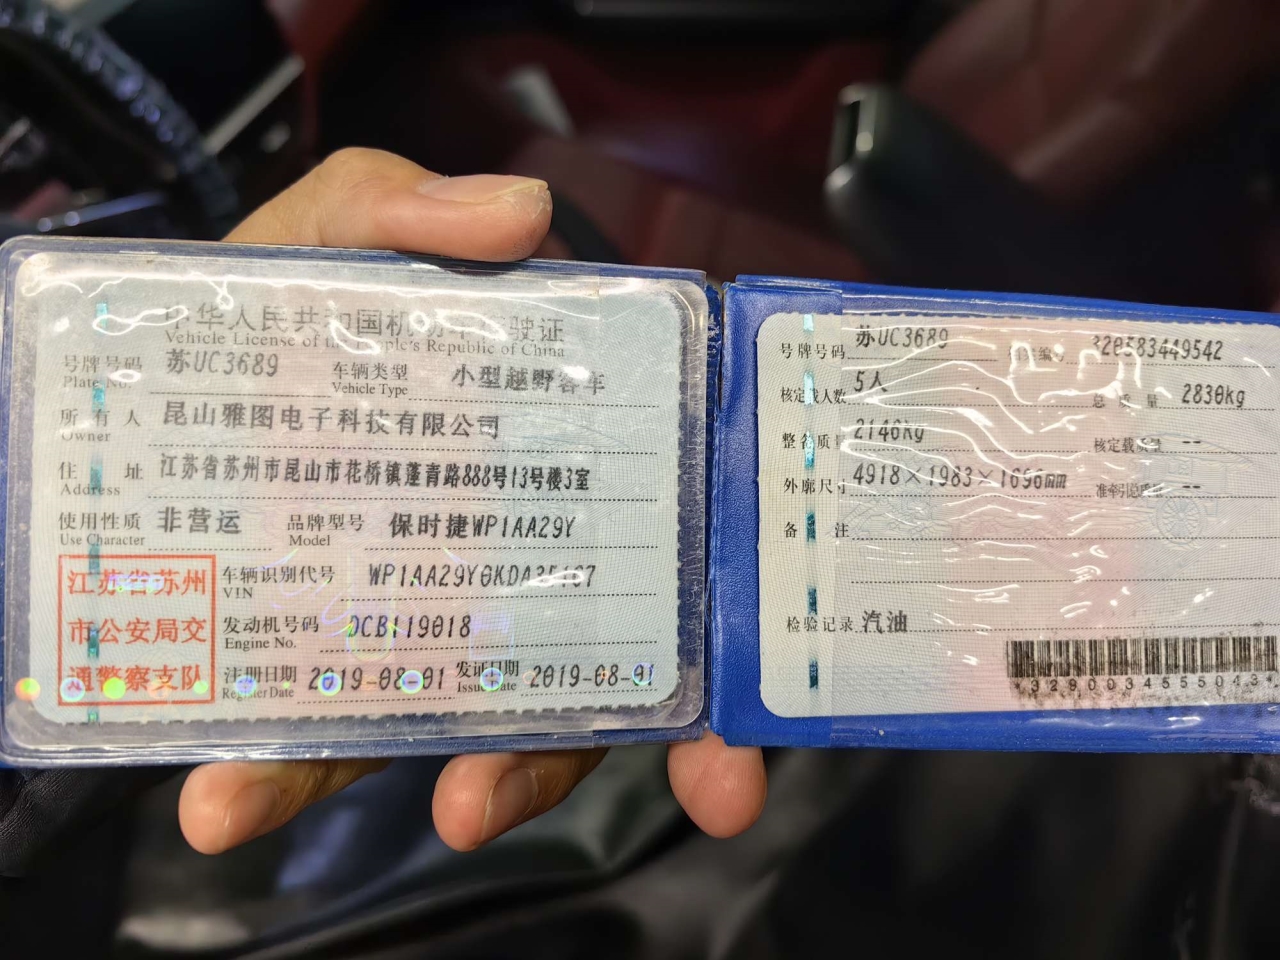 中华人民共和国机动车行驶证
Vehicle License of the People's Republic of China
号牌号码 苏UC3689 车辆类型 小型越野客车
Plate No. Vehicle Type
所有人 昆山雅图电子科技有限公司
Owner
住址 江苏省苏州市昆山市花桥镇蓬青路888号13号楼3室
Address
使用性质 非营运 品牌型号 保时捷WP1AA29Y
Use Character Model
江苏省苏州
市公安局交
通警察支队
车辆识别代号
VIN
发动机号码 DCB119018
Engine No.
注册日期 2019-08-01 发证日期 2019-08-01
Register Date Issue Date
号牌号码 苏UC3689 档案编号 320583449542
核定载人数 5人 总质量 2830kg
整备质量 2140kg 核定载质量 --
外廓尺寸 4918×1983×1696mm 准牵引总质量 --
备注
检验记录 汽油
*3290034555043*